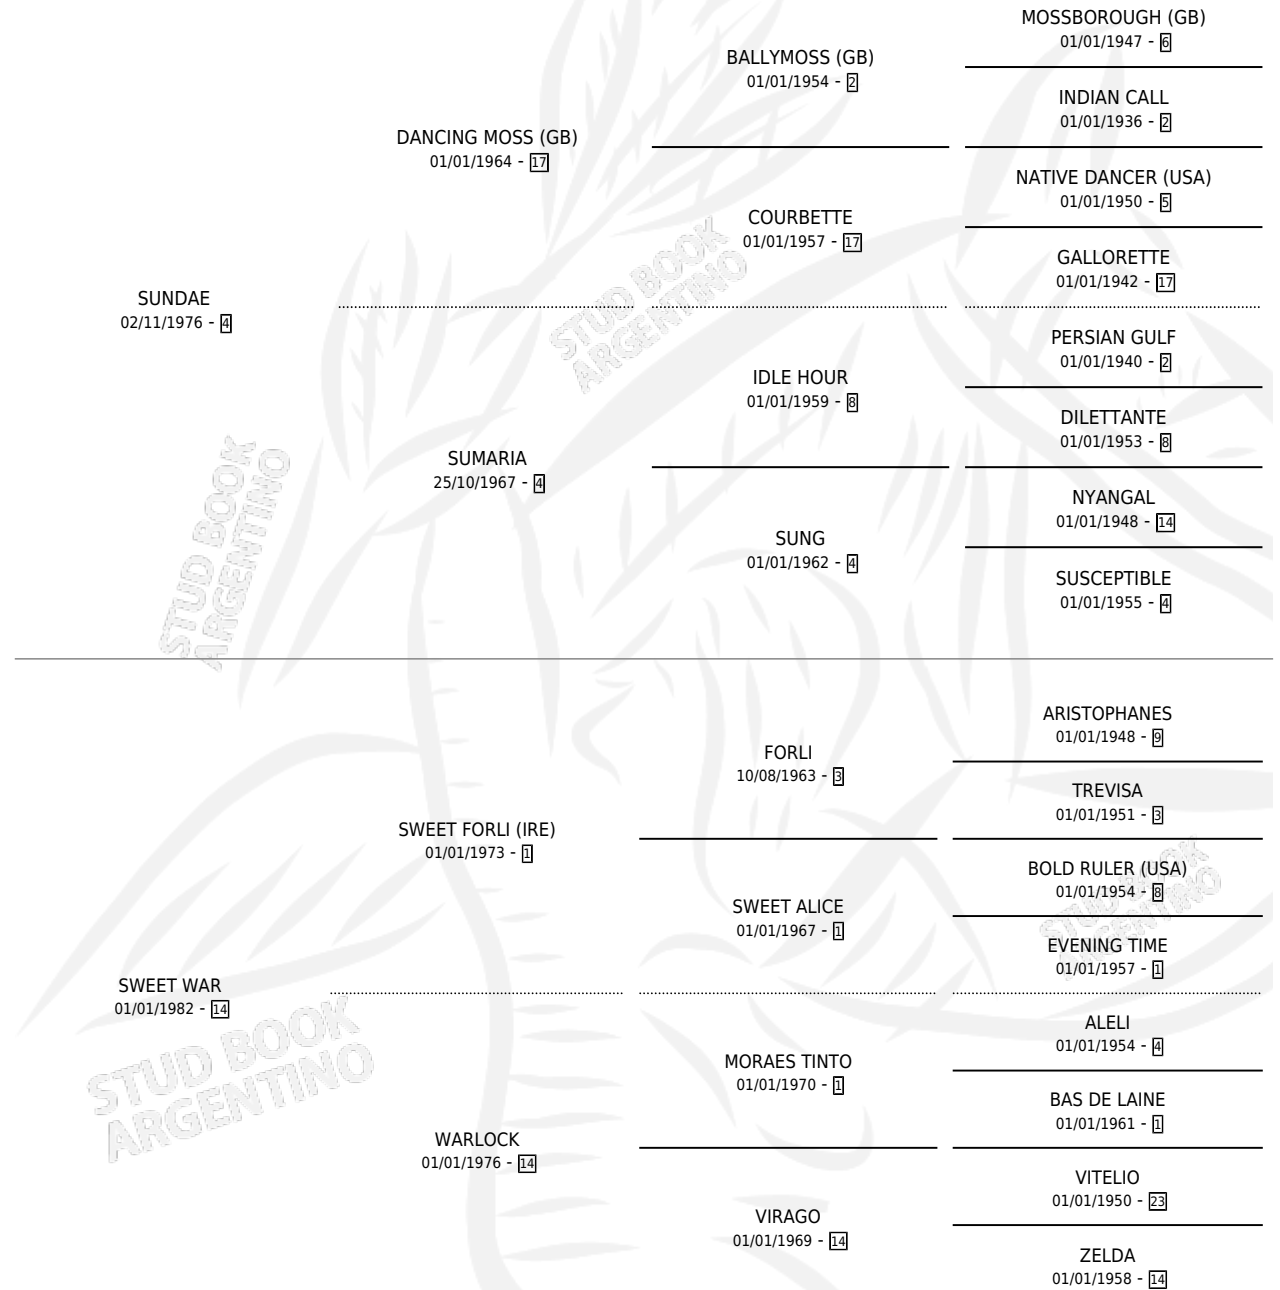 MOSSBOROUGH (GB)
01/01/1947 - 6
BALLYMOSS (GB)
01/01/1954 - 2
INDIAN CALL
01/01/1936 - 2
DANCING MOSS (GB)
01/01/1964 - 17
NATIVE DANCER (USA)
01/01/1950 - 5
COURBETTE
01/01/1957 - 17
GALLORETTE
01/01/1942 - 17
SUNDAE
02/11/1976 - 4
PERSIAN GULF
01/01/1940 - 2
IDLE HOUR
01/01/1959 - 8
DILETTANTE
01/01/1953 - 8
SUMARIA
25/10/1967 - 4
NYANGAL
01/01/1948 - 14
SUNG
01/01/1962 - 4
SUSCEPTIBLE
01/01/1955 - 4
STUD BOOK
ARGENTINO
STUD BOOK
ARGENTINO
ARISTOPHANES
01/01/1948 - 9
FORLI
10/08/1963 - 3
TREVISA
01/01/1951 - 3
SWEET FORLI (IRE)
01/01/1973 - 1
BOLD RULER (USA)
01/01/1954 - 8
SWEET ALICE
01/01/1967 - 1
EVENING TIME
01/01/1957 - 1
SWEET WAR
01/01/1982 - 14
ALELI
01/01/1954 - 4
MORAES TINTO
01/01/1970 - 1
BAS DE LAINE
01/01/1961 - 1
WARLOCK
01/01/1976 - 14
VITELIO
01/01/1950 - 23
VIRAGO
01/01/1969 - 14
ZELDA
01/01/1958 - 14
STUD BOOK
ARGENTINO
STUD BOOK
ARGENTINO